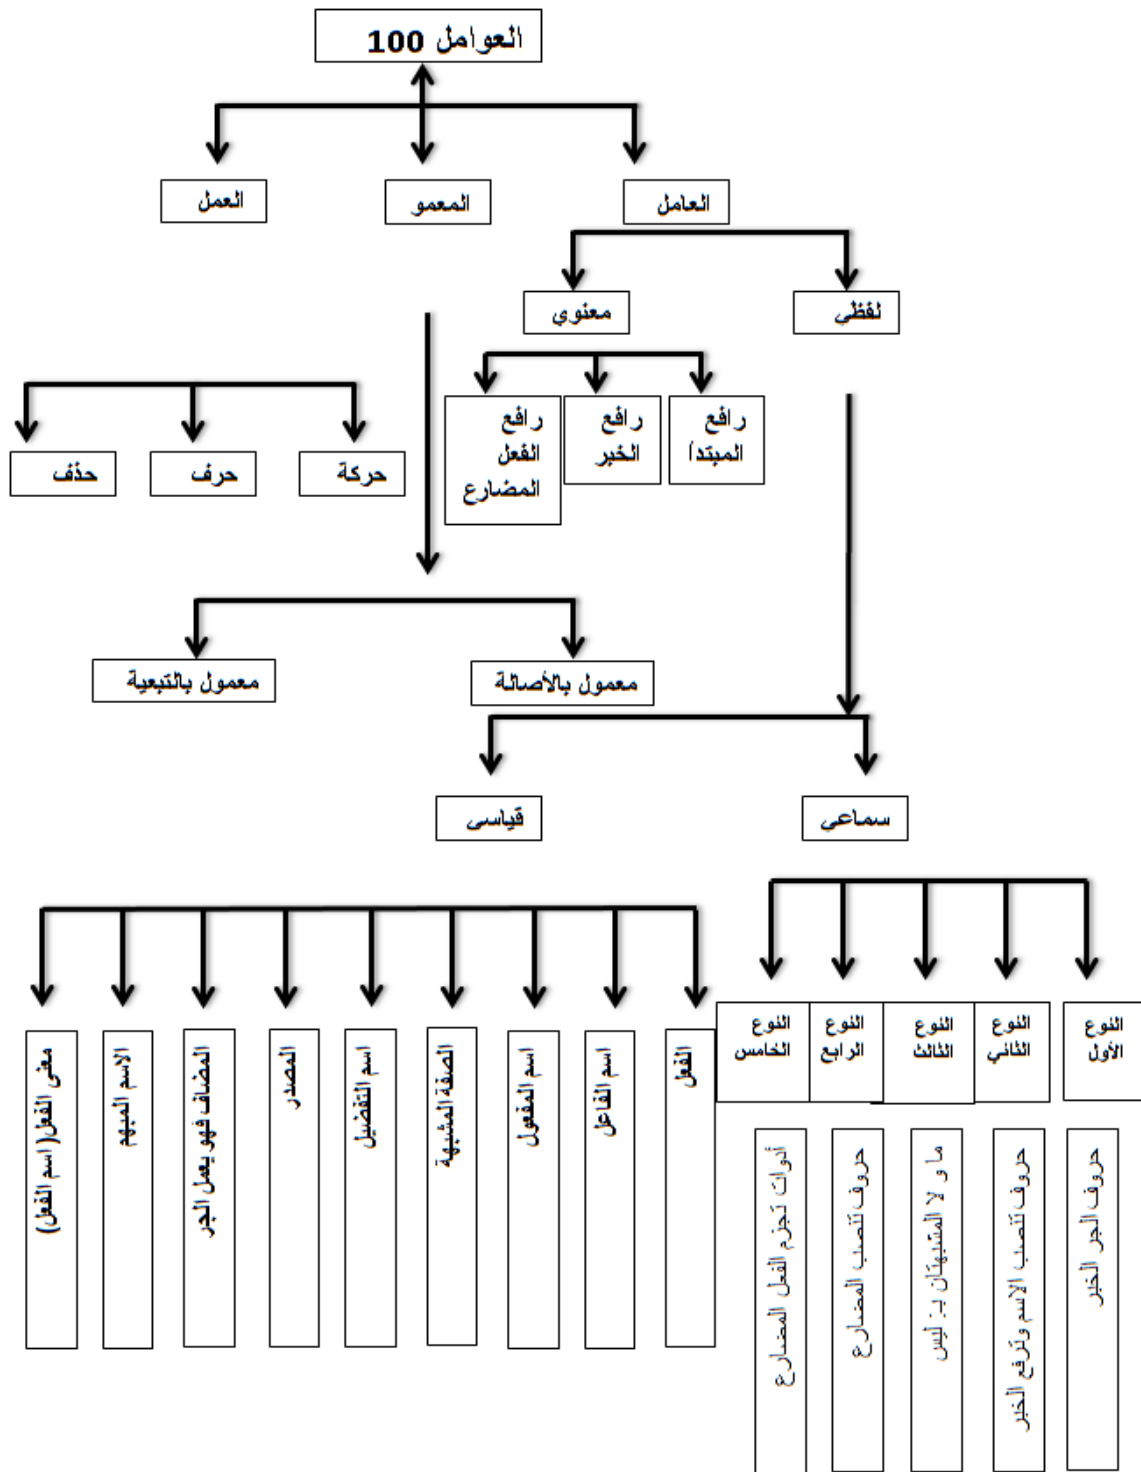 العوامل 100
العامل
المعمو
العمل
لفظي
معنوي
رافع
المبتدأ
رافع
الخبر
رافع
الفعل
المضارع
حركة
حرف
حذف
معمول بالأصالة
معمول بالتبعية
سماعي
قياسي
النوع
الأول
النوع
الثاني
النوع
الثالث
النوع
الرابع
النوع
الخامس
حروف الجر الخبر
حروف تنصب الاسم وترفع الخبر
ما و لا المشبهتان بـ: ليس
حروف تنصب المضارع
أدوات تجزم الفعل المضارع
الفعل
اسم الفاعل
اسم المفعول
الصفة المشبهة
اسم التفضيل
المصدر
المضاف فهو يعمل الجر
الاسم المبهم
معنى الفعل( اسم الفعل)